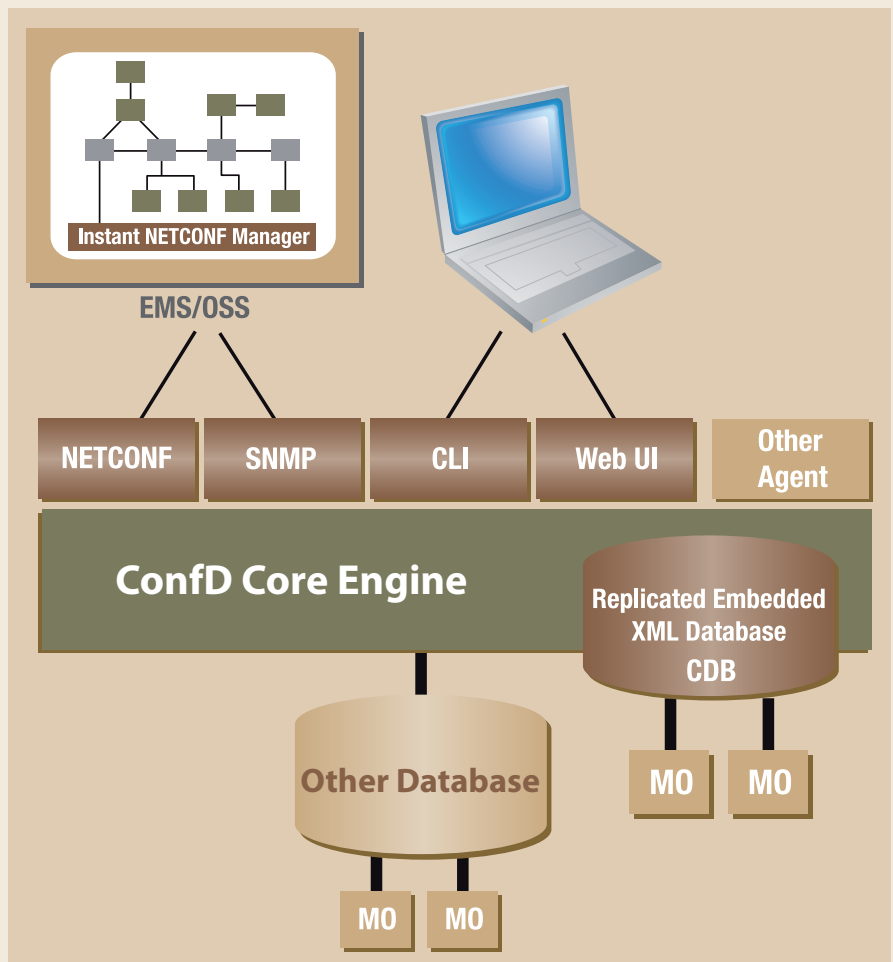 Instant NETCONF Manager
EMS/OSS
NETCONF
SNMP
CLI
Web UI
Other
Agent
ConfD Core Engine
Replicated Embedded
XML Database
CDB
Other Database
MO
MO
MO
MO